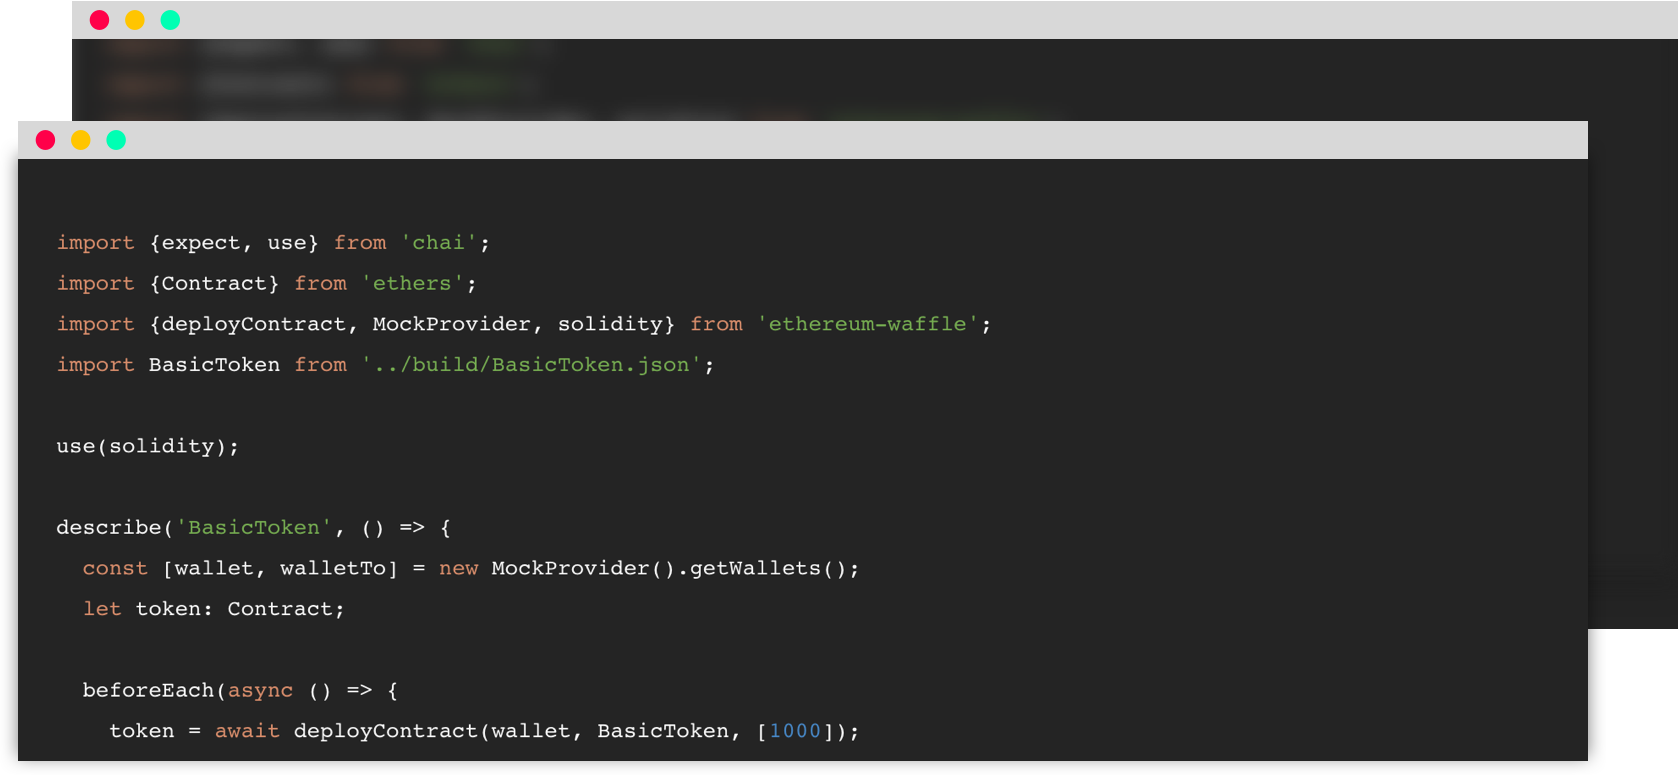 import {expect, use} from 'chai';
import {Contract} from 'ethers';
import {deployContract, MockProvider, solidity} from 'ethereum-waffle';
import BasicToken from '../build/BasicToken.json';
use(solidity);
describe('BasicToken', () => {
const [wallet, walletTo] = new MockProvider().getWallets();
let token: Contract;
beforeEach(async () => {
token = await deployContract(wallet, BasicToken, [1000]);